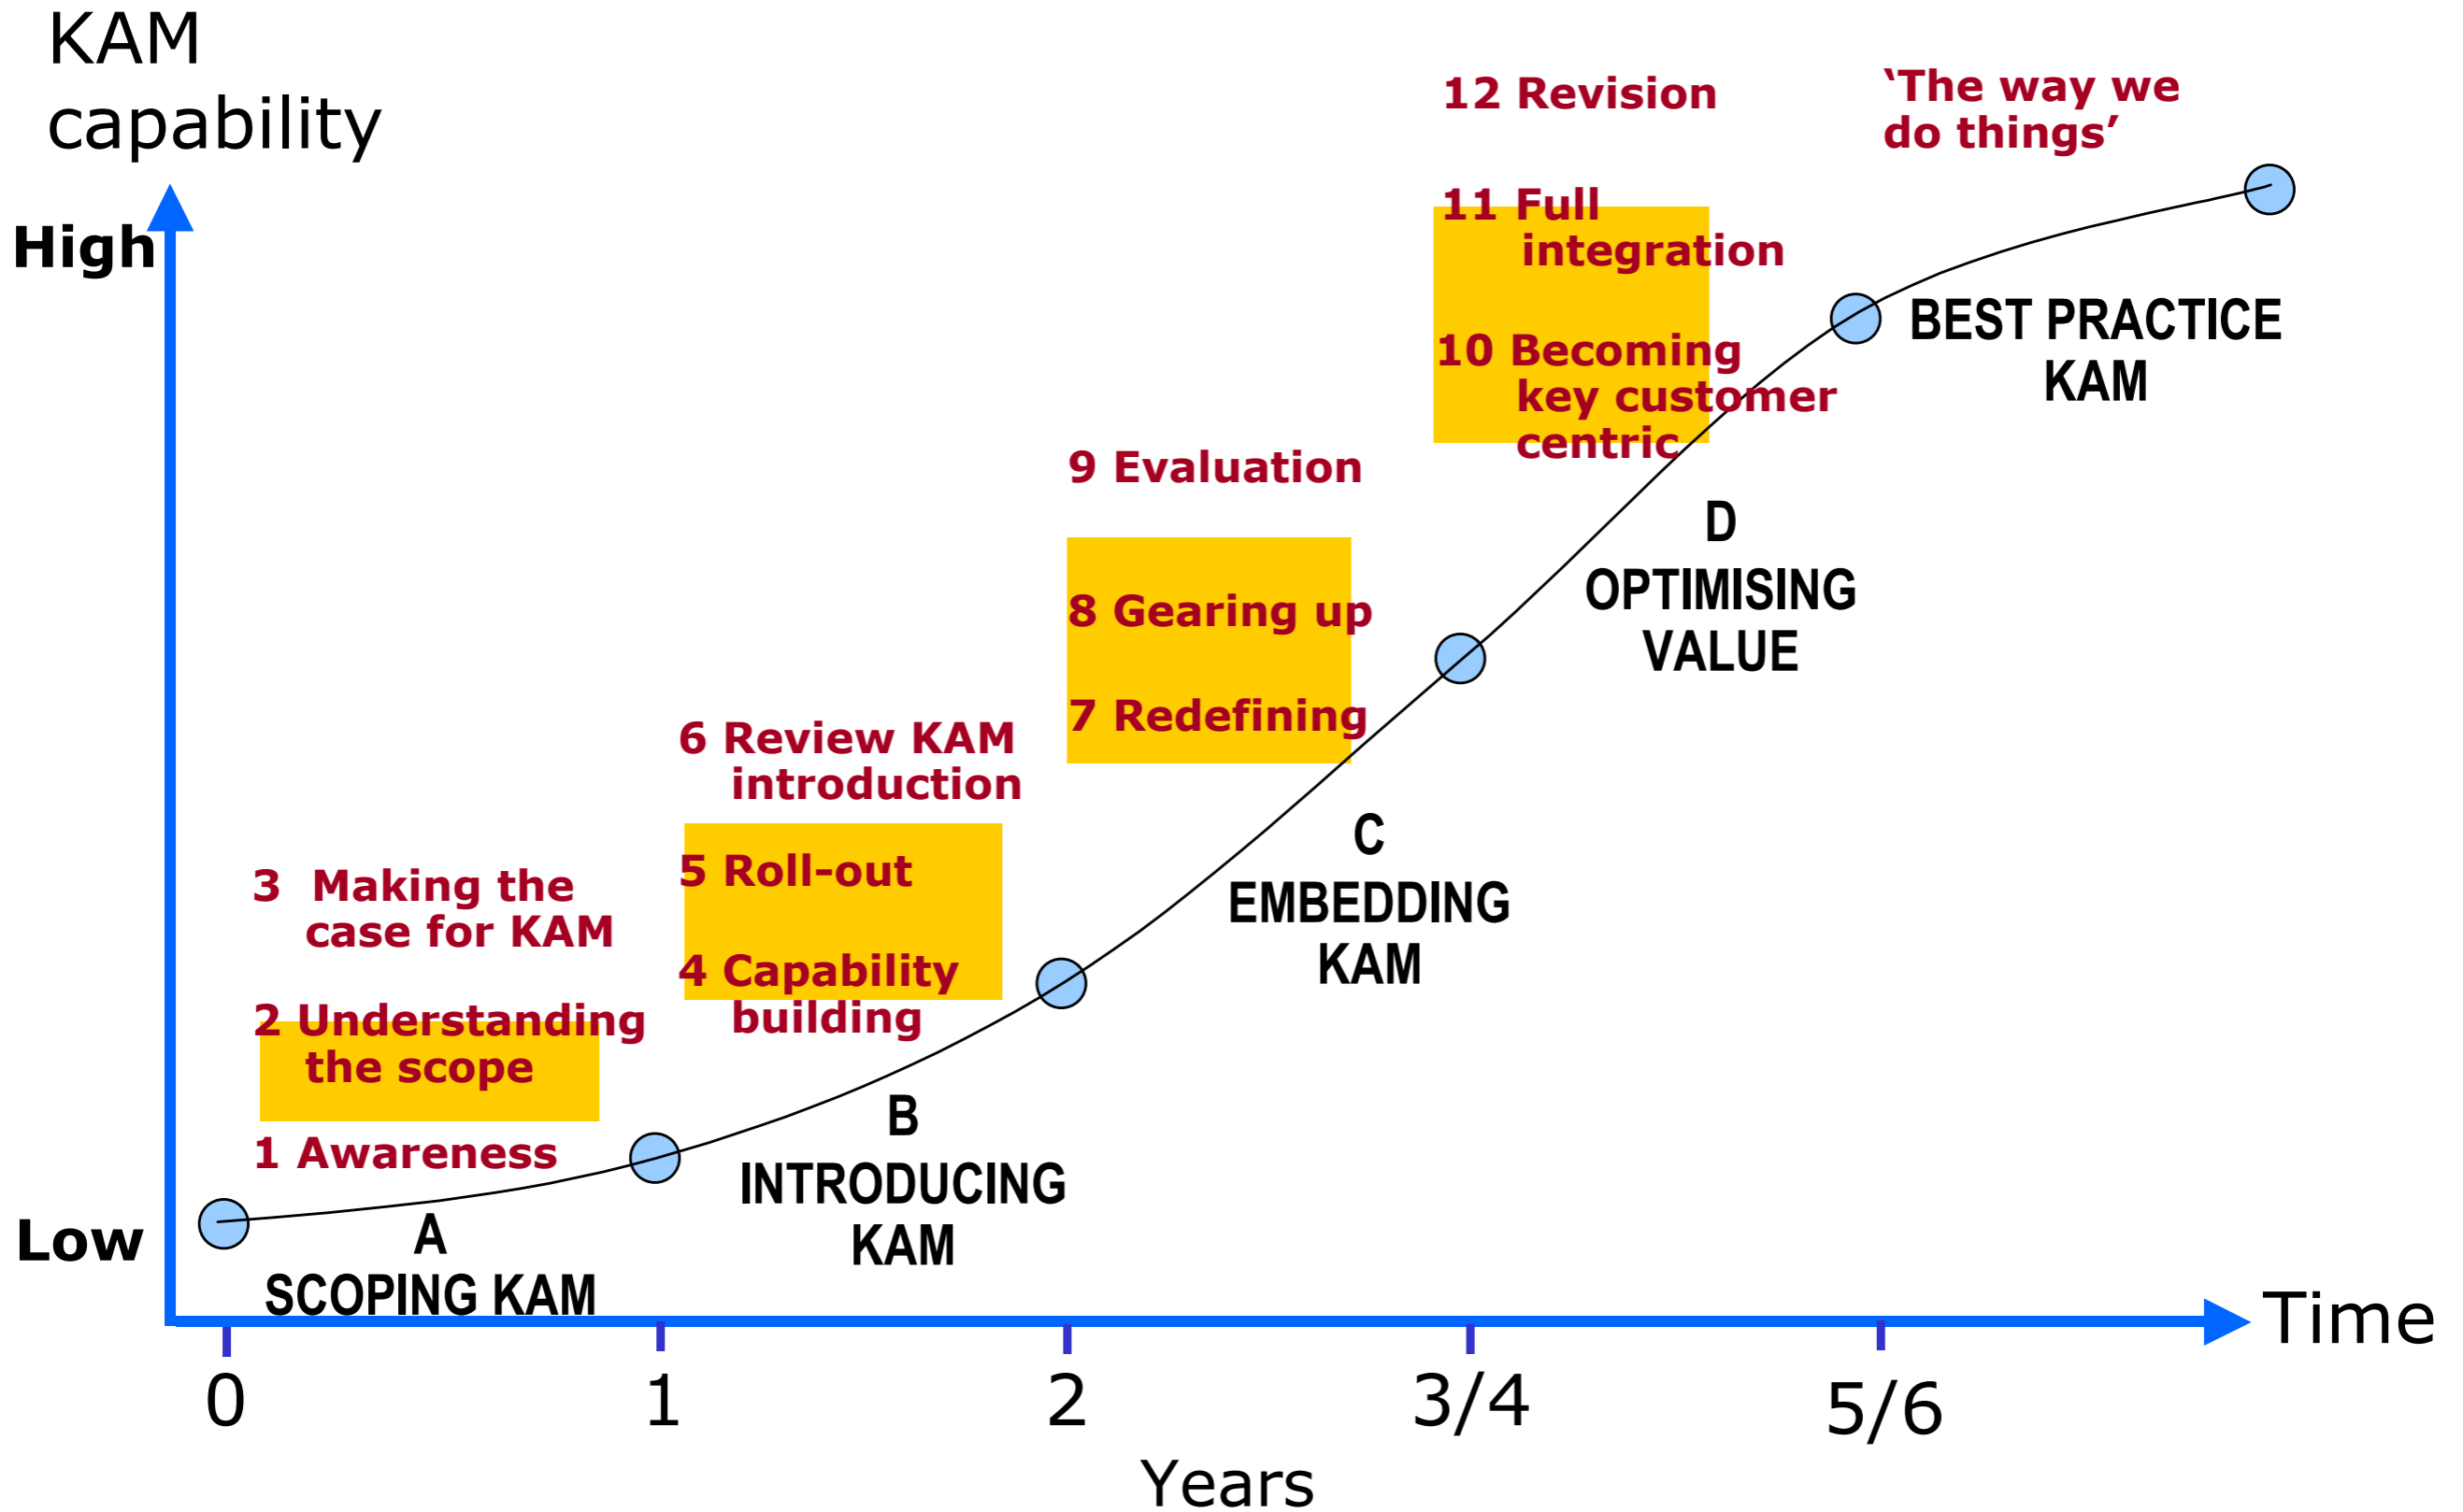 KAM
capability
High
Low
12 Revision
11 Full
integration
10 Becoming
key customer
centric
‘The way we
do things’
9 Evaluation
8 Gearing up
7 Redefining
6 Review KAM
introduction
5 Roll-out
4 Capability
building
3 Making the
case for KAM
2 Understanding
the scope
1 Awareness
A
SCOPING KAM
B
INTRODUCING
KAM
C
EMBEDDING
KAM
D
OPTIMISING
VALUE
BEST PRACTICE
KAM
Time
0
1
2
3/4
5/6
Years